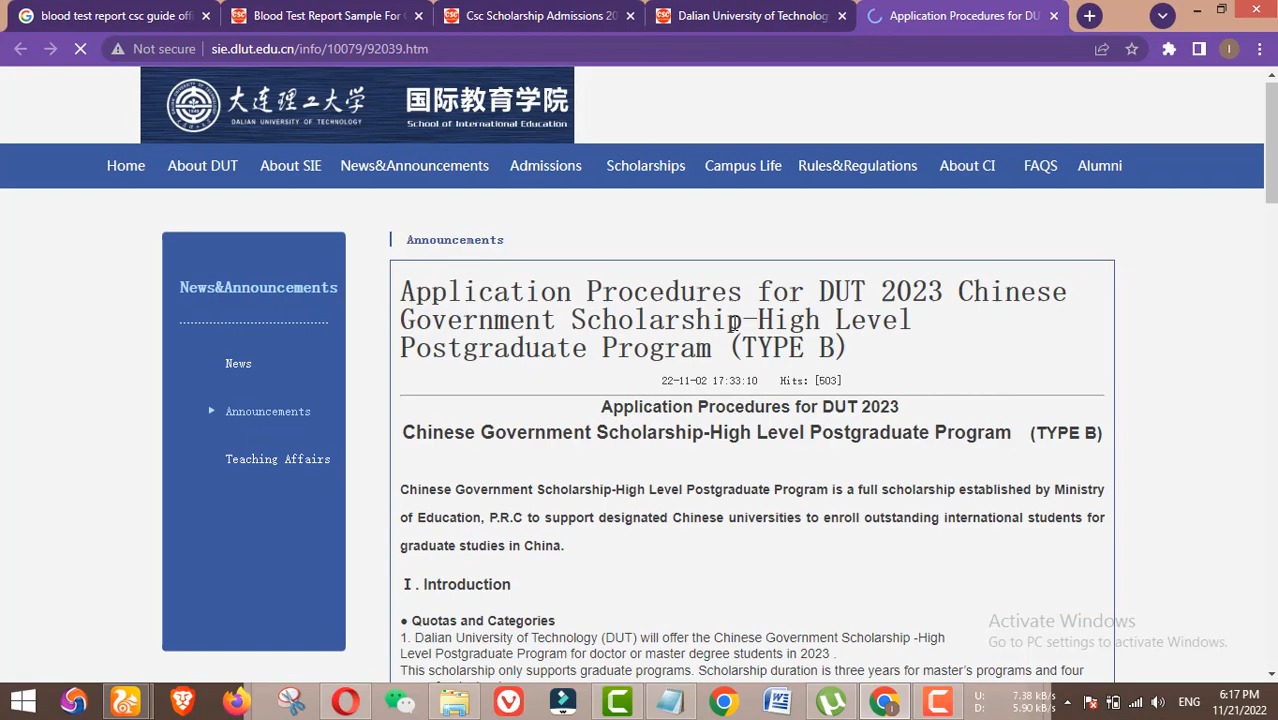 blood test report csc guide offi
Blood Test Report Sample For C
Csc Scholarship Admissions 20
Dalian University of Technolog
Application Procedures for DU
Not secure
sie.dlut.edu.cn/info/10079/92039.htm
大连理工大学
DALIAN UNIVERSITY OF TECHNOLOGY
国际教育学院
School of International Education
Home About DUT About SIE News&Announcements Admissions Scholarships Campus Life Rules&Regulations About CI FAQS Alumni
News&Announcements
News
Announcements
Teaching Affairs
Announcements
Application Procedures for DUT 2023 Chinese
Government Scholarship-High Level
Postgraduate Program (TYPE B)
22-11-02 17:33:10 Hits: [503]
Application Procedures for DUT 2023
Chinese Government Scholarship-High Level Postgraduate Program (TYPE B)
Chinese Government Scholarship-High Level Postgraduate Program is a full scholarship established by Ministry
of Education, P.R.C to support designated Chinese universities to enroll outstanding international students for
graduate studies in China.
Ⅰ. Introduction
● Quotas and Categories
1. Dalian University of Technology (DUT) will offer the Chinese Government Scholarship -High
Level Postgraduate Program for doctor or master degree students in 2023 .
This scholarship only supports graduate programs. Scholarship duration is three years for master's programs and four
Activate Windows
Go to PC settings to activate Windows.
U: 7.38 kB/s
D: 5.90 kB/s
ENG
6:17 PM
11/21/2022